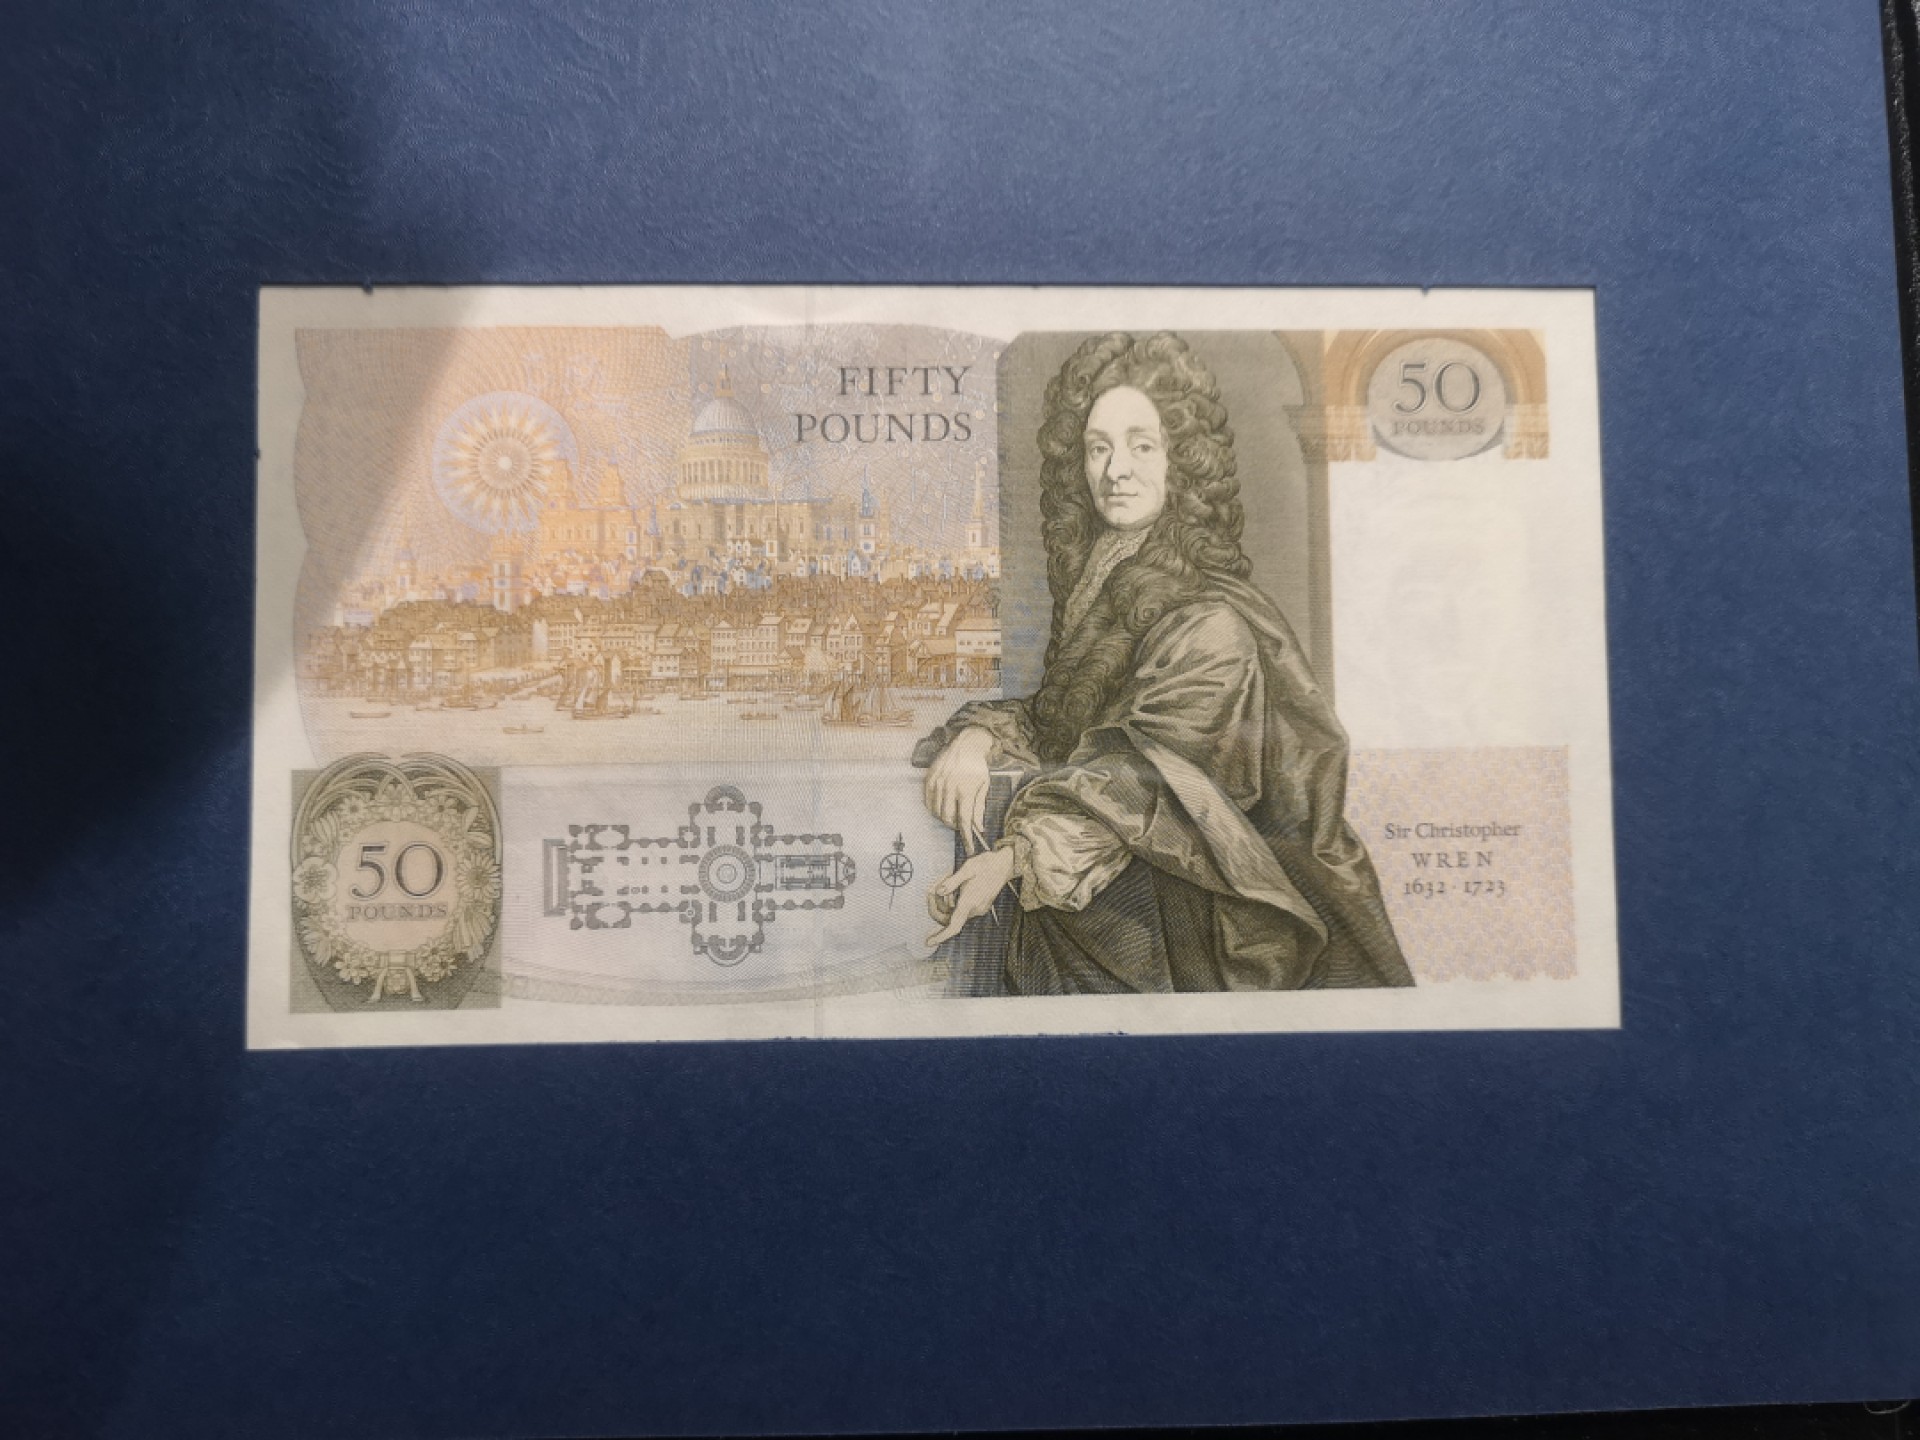 FIFTY
POUNDS
50
POUNDS
Sir Christopher
WREN
1632 · 1723
50
POUNDS